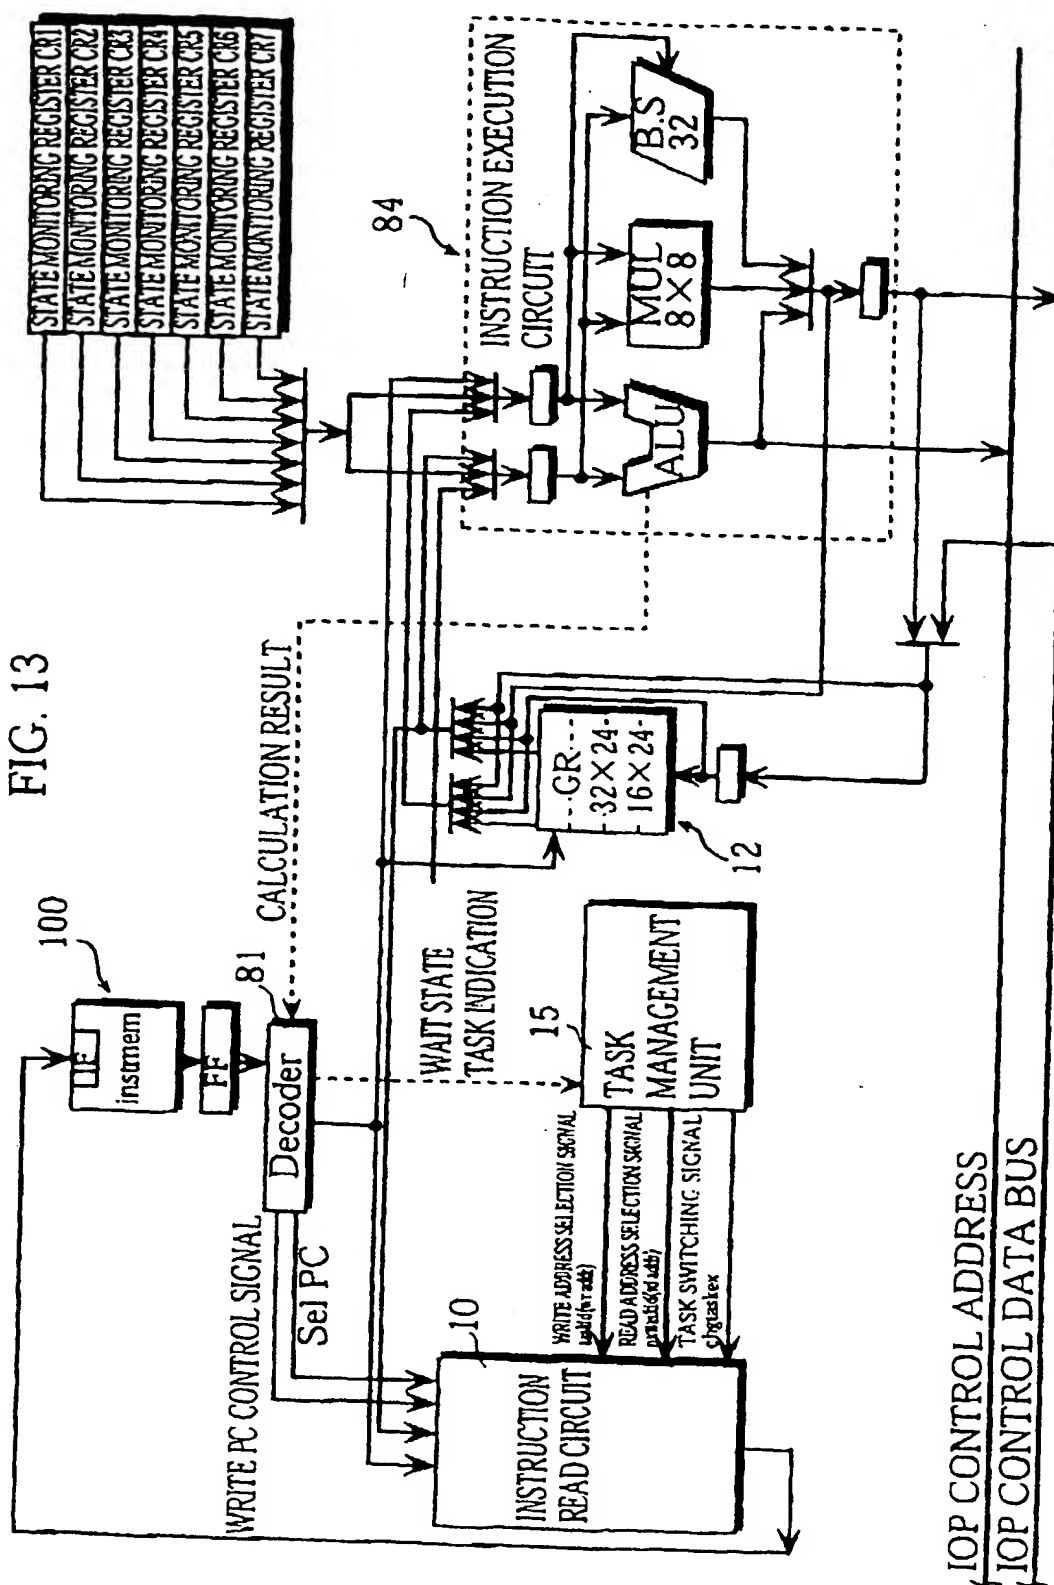 FIG. 13
STATE MONITORING REGISTER CR1
STATE MONITORING REGISTER CR2
STATE MONITORING REGISTER CR3
STATE MONITORING REGISTER CR4
STATE MONITORING REGISTER CR5
STATE MONITORING REGISTER CR6
STATE MONITORING REGISTER CR7
100
IF
instmem
FF
81
Decoder
CALCULATION RESULT
WRITE PC CONTROL SIGNAL
Sel PC
84
INSTRUCTION EXECUTION
CIRCUIT
ALU
MUL
8×8
B.S
32
GR
32×24
16×24
12
WAIT STATE
TASK INDICATION
15
TASK
MANAGEMENT
UNIT
10
INSTRUCTION
READ CIRCUIT
WRITE ADDRESS SELECTION SIGNAL
READ ADDRESS SELECTION SIGNAL
TASK SWITCHING SIGNAL
chgtaskex
IOP CONTROL ADDRESS
IOP CONTROL DATA BUS